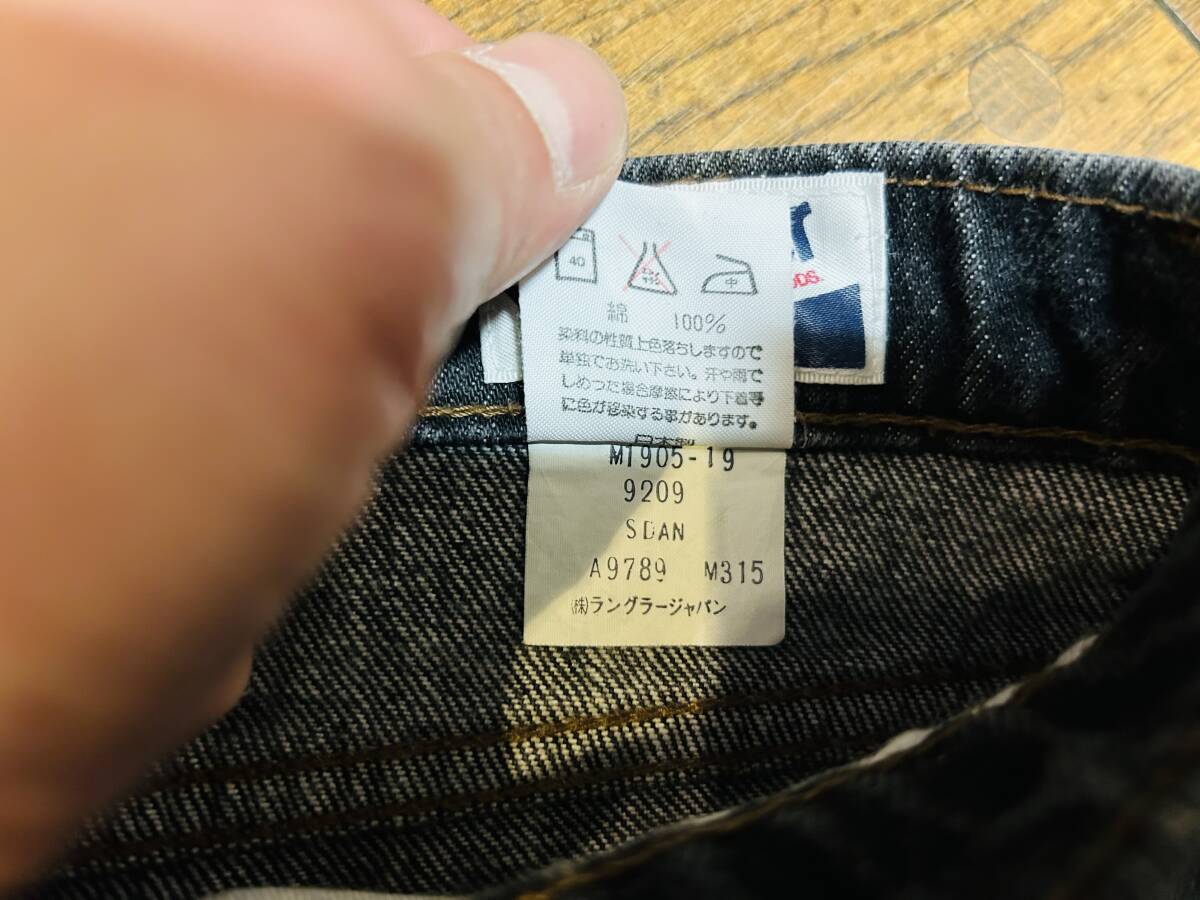 40
中
綿 100%
染料の性質上色落ちしますので
単独でお洗い下さい。汗や雨で
しめつた場合摩擦により下着等
に色が移染する事があります。
日本製
M1905-19
9209
SDAN
A9789 M315
(株)ラングラージャパン